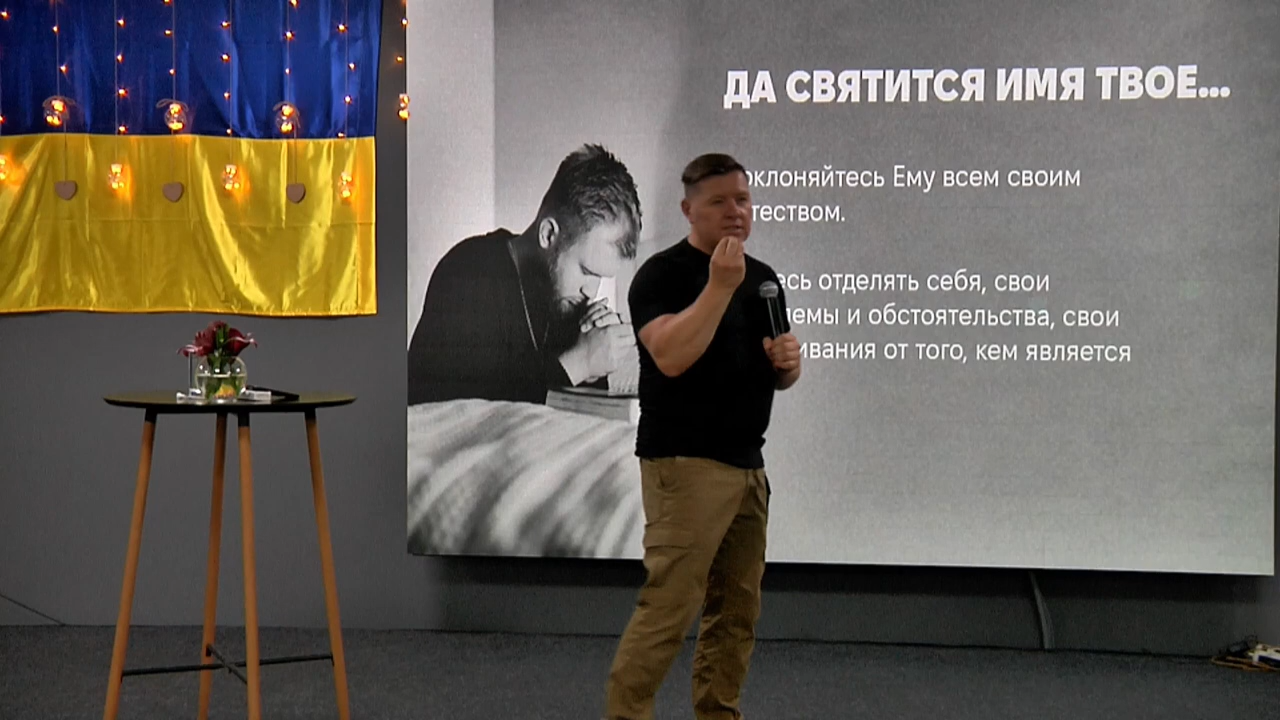 ДА СВЯТИТСЯ ИМЯ ТВОЕ...
Ему всем своим
отделять себя, свои
и обстоятельства, свои
от того, кем является